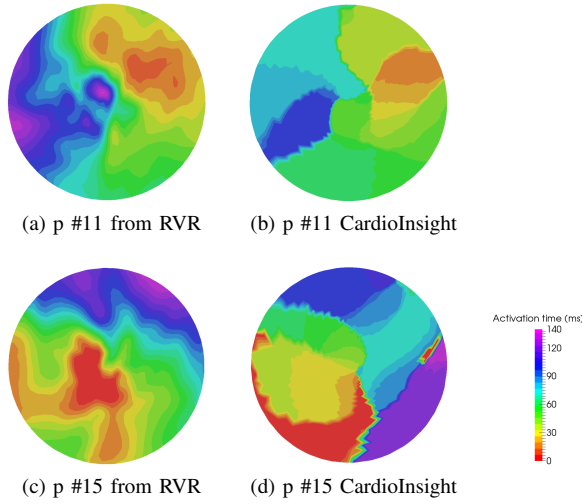 (a) p #11 from RVR
(b) p #11 CardioInsight
Activation time (ms)
140
120
90
60
30
0
(c) p #15 from RVR
(d) p #15 CardioInsight